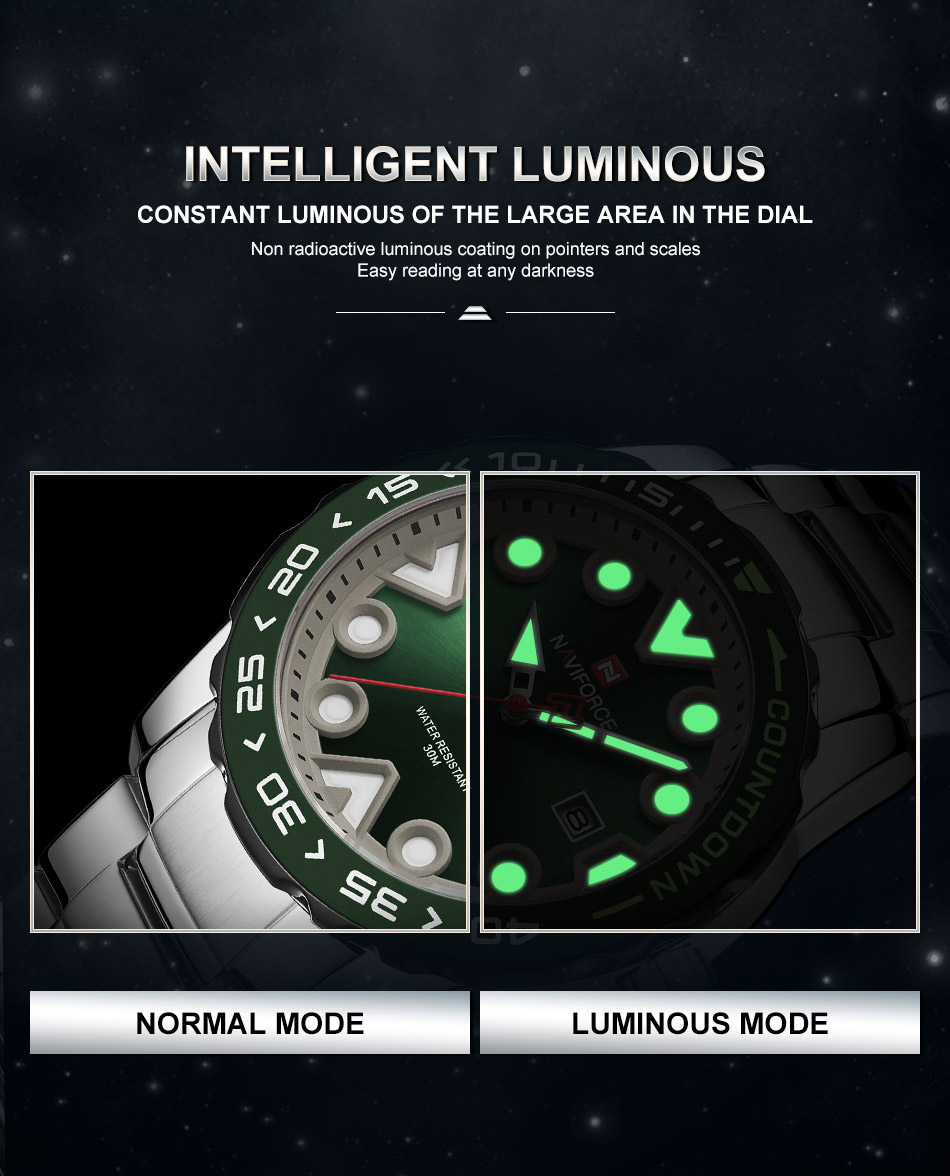 INTELLIGENT LUMINOUS
CONSTANT LUMINOUS OF THE LARGE AREA IN THE DIAL
Non radioactive luminous coating on pointers and scales
Easy reading at any darkness
10
15
15
20
25
30
35
40
WATER RESISTANT
30M
NAVIFORCE
8
COUNTDOWN
NORMAL MODE
LUMINOUS MODE